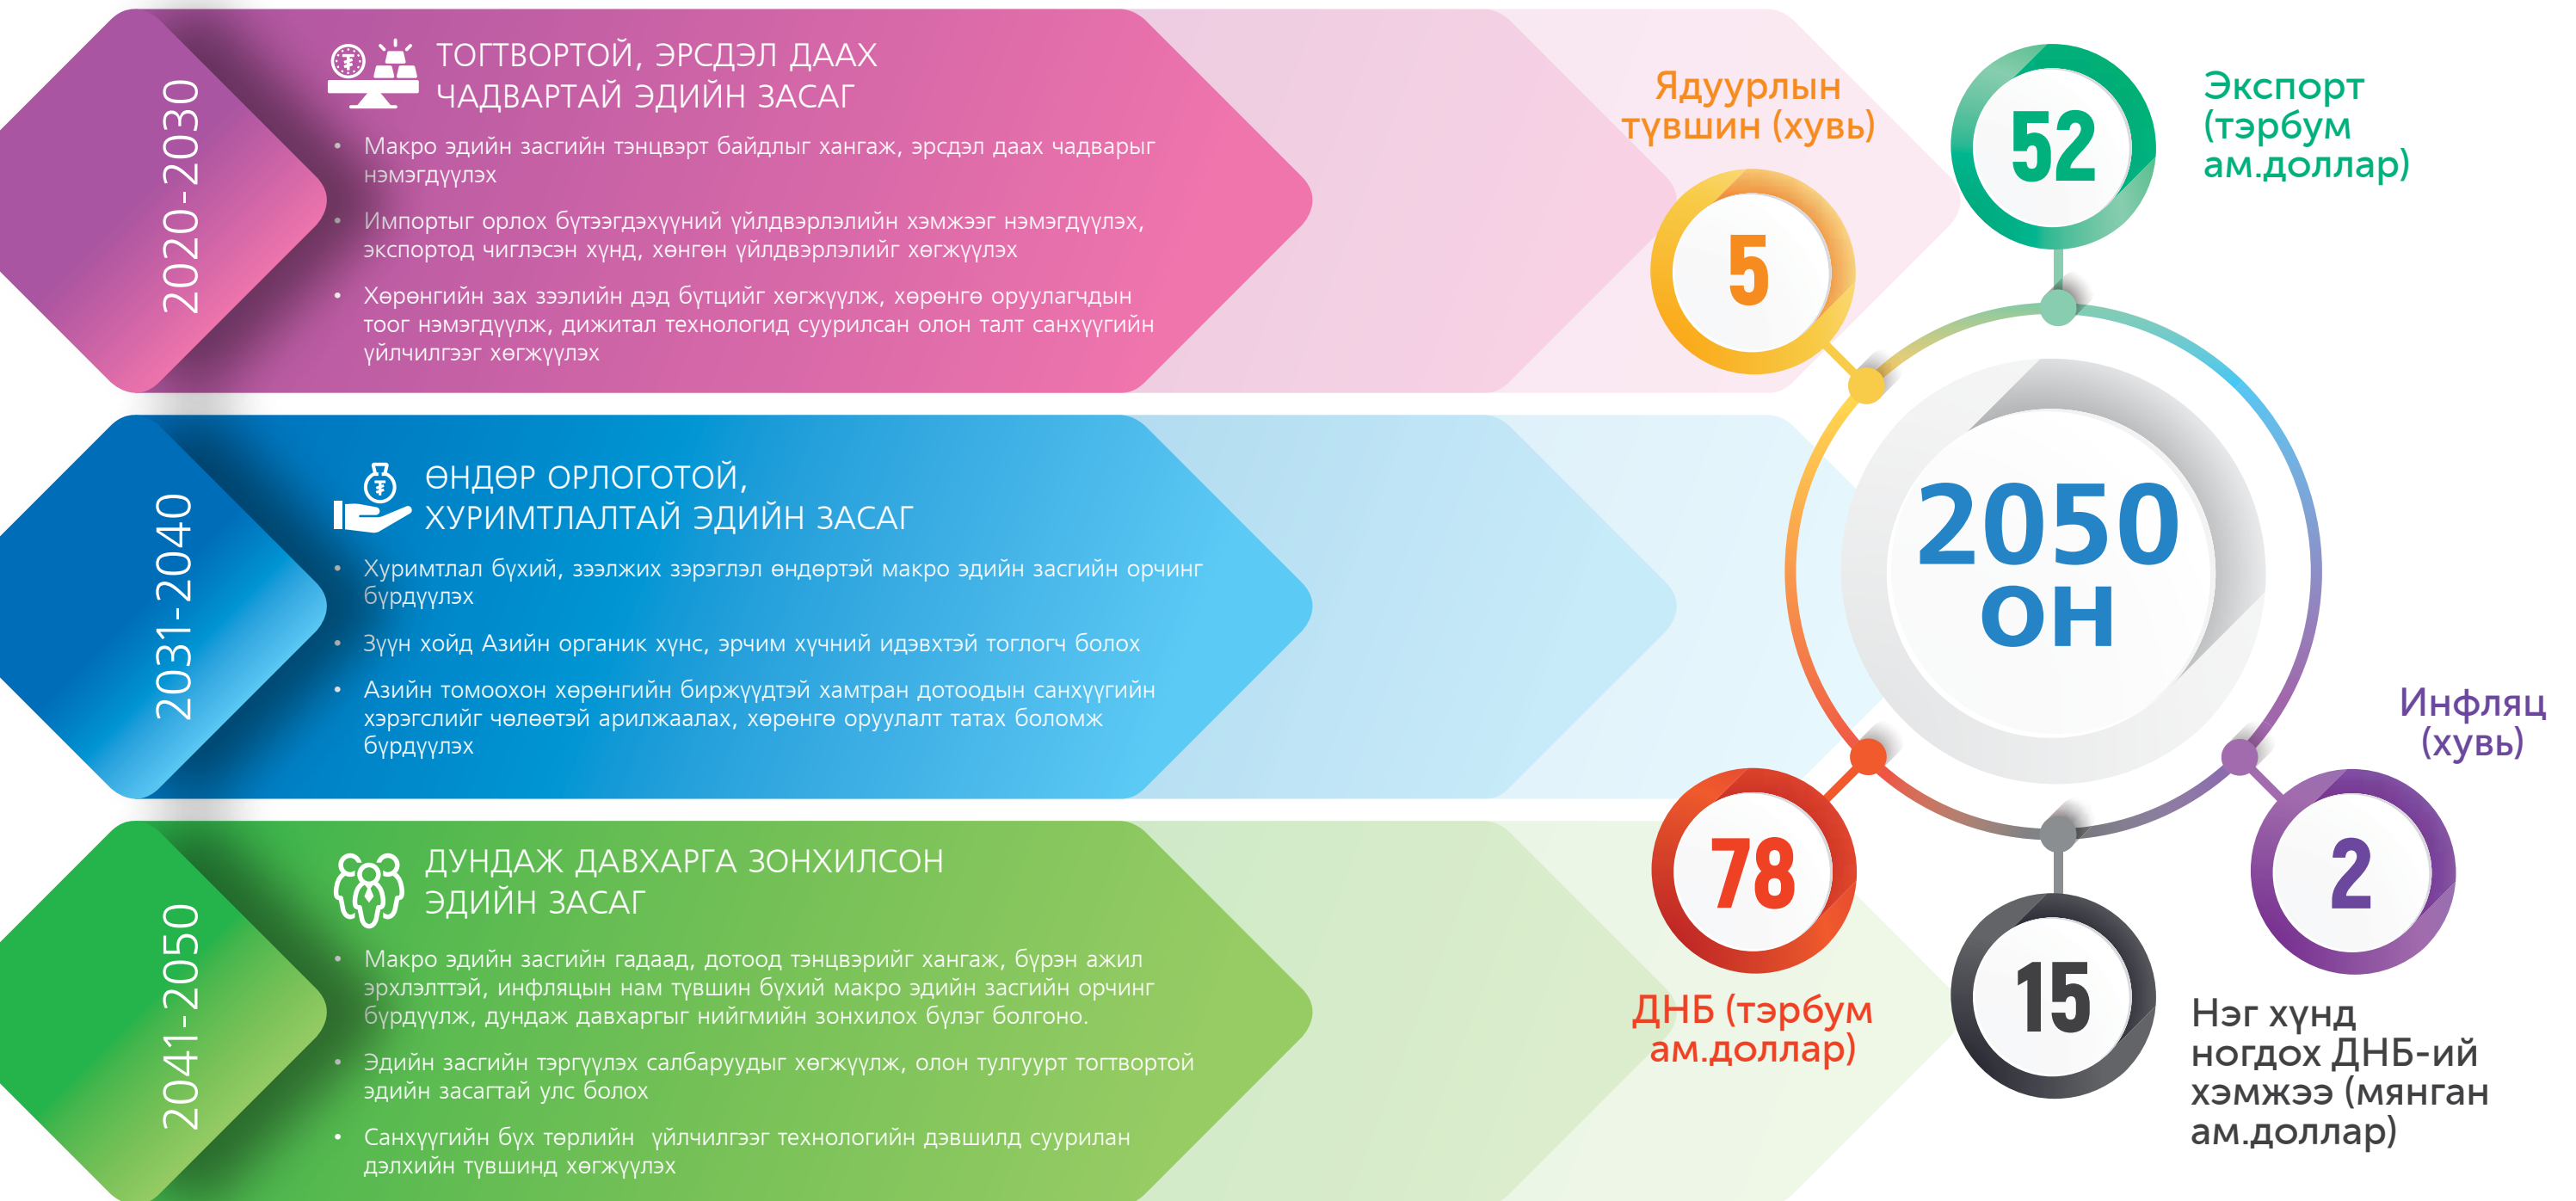 2020-2030
ТОГТВОРТОЙ, ЭРСДЭЛ ДААХ
ЧАДВАРТАЙ ЭДИЙН ЗАСАГ
• Макро эдийн засгийн тэнцвэрт байдлыг хангаж, эрсдэл даах чадварыг
нэмэгдүүлэх
• Импортыг орлох бүтээгдэхүүний үйлдвэрлэлийн хэмжээг нэмэгдүүлэх,
экспортод чиглэсэн хүнд, хөнгөн үйлдвэрлэлийг хөгжүүлэх
• Хөрөнгийн зах зээлийн дэд бүтцийг хөгжүүлж, хөрөнгө оруулагчдын
тоог нэмэгдүүлж, дижитал технологид суурилсан олон талт санхүүгийн
үйлчилгээг хөгжүүлэх
2031-2040
ӨНДӨР ОРЛОГОТОЙ,
ХУРИМТЛАЛТАЙ ЭДИЙН ЗАСАГ
• Хуримтлал бүхий, зээлжих зэрэглэл өндөртэй макро эдийн засгийн орчинг
бүрдүүлэх
• Зүүн хойд Азийн органик хүнс, эрчим хүчний идэвхтэй тоглогч болох
• Азийн томоохон хөрөнгийн биржүүдтэй хамтран дотоодын санхүүгийн
хэрэгслийг чөлөөтэй арилжаалах, хөрөнгө оруулалт татах боломж
бүрдүүлэх
2041-2050
ДУНДАЖ ДАВХАРГА ЗОНХИЛСОН
ЭДИЙН ЗАСАГ
• Макро эдийн засгийн гадаад, дотоод тэнцвэрийг хангаж, бүрэн ажил
эрхлэлттэй, инфляцын нам түвшин бүхий макро эдийн засгийн орчинг
бүрдүүлж, дундаж давхаргыг нийгмийн зонхилох бүлэг болгоно.
• Эдийн засгийн тэргүүлэх салбаруудыг хөгжүүлж, олон тулгуурт тогтвортой
эдийн засагтай улс болох
• Санхүүгийн бүх төрлийн үйлчилгээг технологийн дэвшилд суурилан
дэлхийн түвшинд хөгжүүлэх
Ядуурлын
түвшин (хувь)
5
52
Экспорт
(тэрбум
ам.доллар)
2050
ОН
Инфляц
(хувь)
2
78
ДНБ (тэрбум
ам.доллар)
15
Нэг хүнд
ногдох ДНБ-ий
хэмжээ (мянган
ам.доллар)